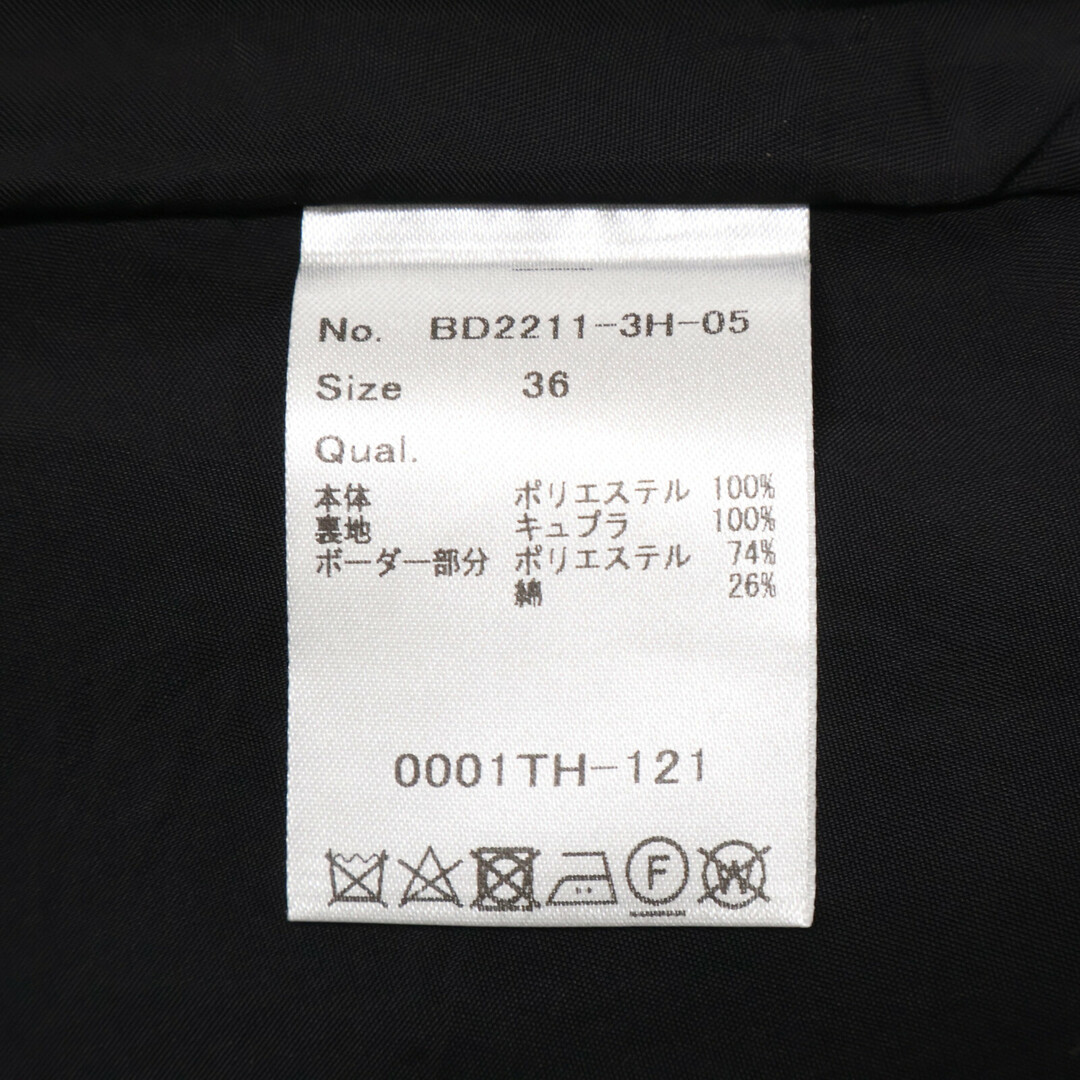 No. BD2211-3H-05
Size 36
Qual.
本体 ポリエステル 100%
裏地 キュプラ 100%
ボーダー部分 ポリエステル 74%
綿 26%
0001TH-121
F W